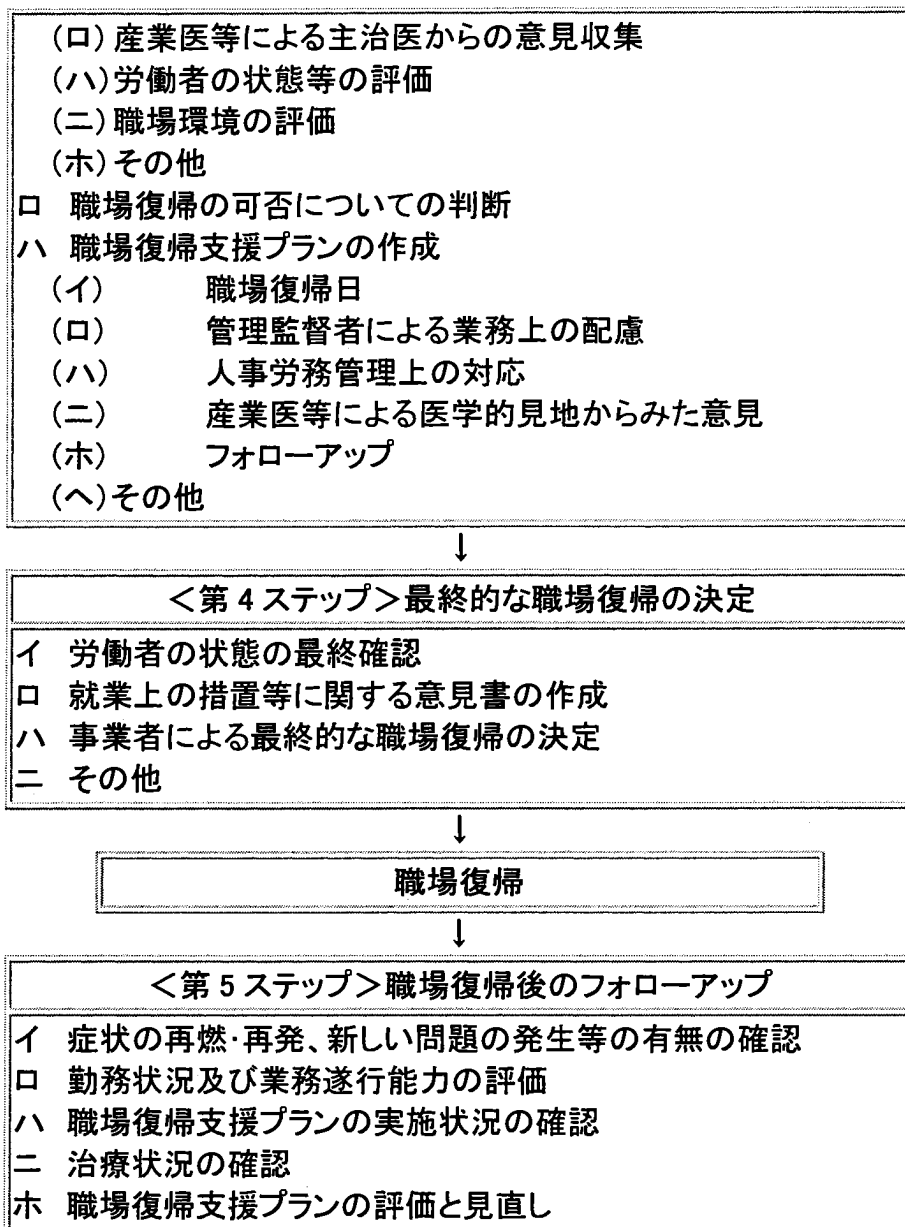 (ロ)産業医等による主治医からの意見収集
(ハ)労働者の状態等の評価
(ニ)職場環境の評価
(ホ)その他
ロ 職場復帰の可否についての判断
ハ 職場復帰支援プランの作成
(イ) 職場復帰日
(ロ) 管理監督者による業務上の配慮
(ハ) 人事労務管理上の対応
(ニ) 産業医等による医学的見地からみた意見
(ホ) フォローアップ
(ヘ)その他
↓
<第4ステップ>最終的な職場復帰の決定
イ 労働者の状態の最終確認
ロ 就業上の措置等に関する意見書の作成
ハ 事業者による最終的な職場復帰の決定
ニ その他
↓
職場復帰
↓
<第5ステップ>職場復帰後のフォローアップ
イ 症状の再燃・再発、新しい問題の発生等の有無の確認
ロ 勤務状況及び業務遂行能力の評価
ハ 職場復帰支援プランの実施状況の確認
ニ 治療状況の確認
ホ 職場復帰支援プランの評価と見直し